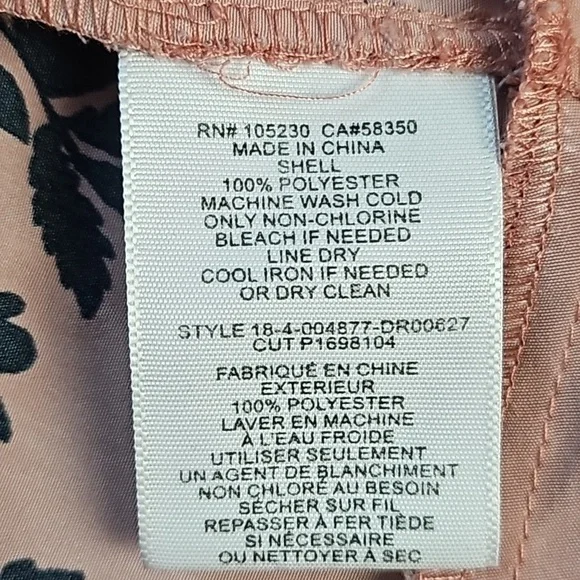 RN# 105230 CA#58350
MADE IN CHINA
SHELL
100% POLYESTER
MACHINE WASH COLD
ONLY NON-CHLORINE
BLEACH IF NEEDED
LINE DRY
COOL IRON IF NEEDED
OR DRY CLEAN
STYLE 18-4-004877-DR00627
CUT P1698104
FABRIQUÉ EN CHINE
EXTERIEUR
100% POLYESTER
LAVER EN MACHINE
À L'EAU FROIDE
UTILISER SEULEMENT
UN AGENT DE BLANCHIMENT
NON CHLORÉ AU BESOIN
SÉCHER SUR FIL
REPASSER À FER TIÈDE
SI NÉCESSAIRE
OU NETTOYER À SEC